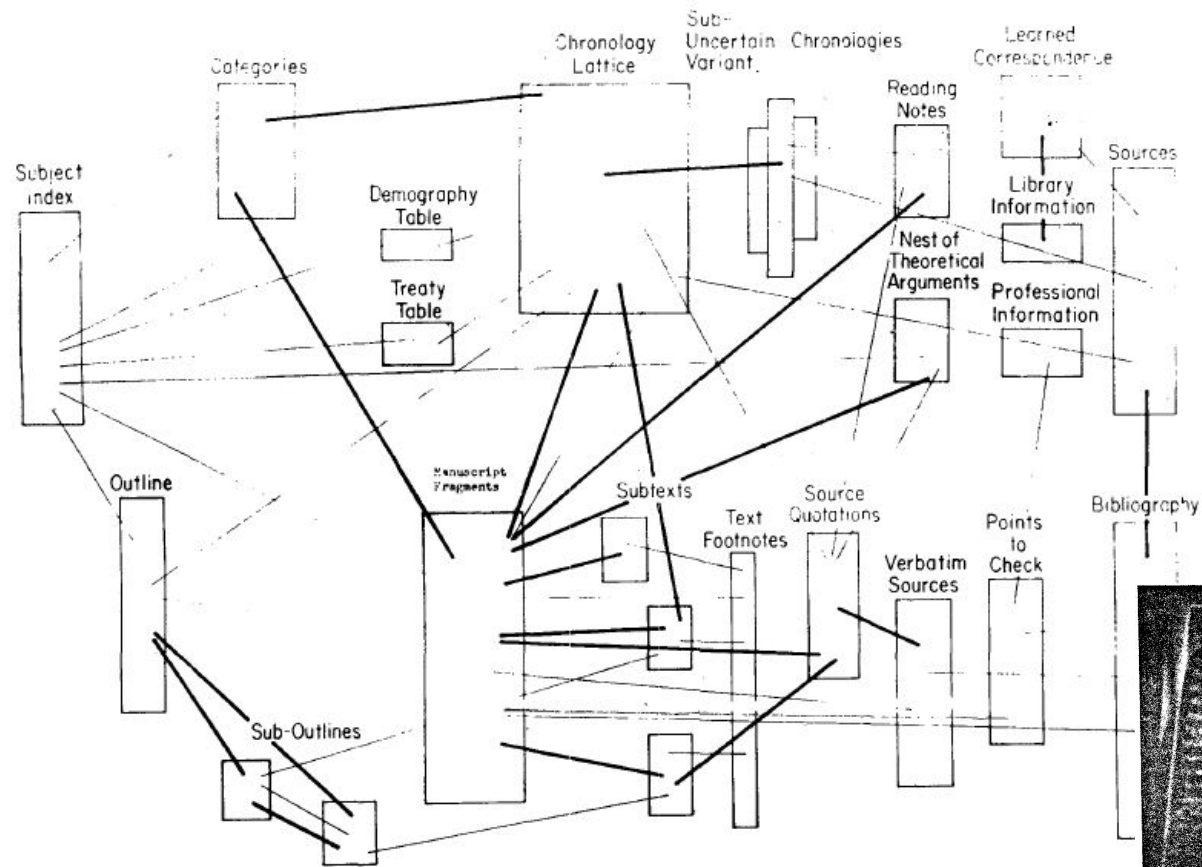 Categories
Chronology
Lattice
Sub-
Uncertain
Variant
Chronologies
Learned
Correspondence
Reading
Notes
Sources
Subject
Index
Demography
Table
Library
Information
Nest of
Theoretical
Arguments
Treaty
Table
Professional
Information
Outline
Manuscript
Fragments
Subtexts
Text
Footnotes
Source
Quotations
Verbatim
Sources
Points
to
Check
Bibliography
Sub-Outlines